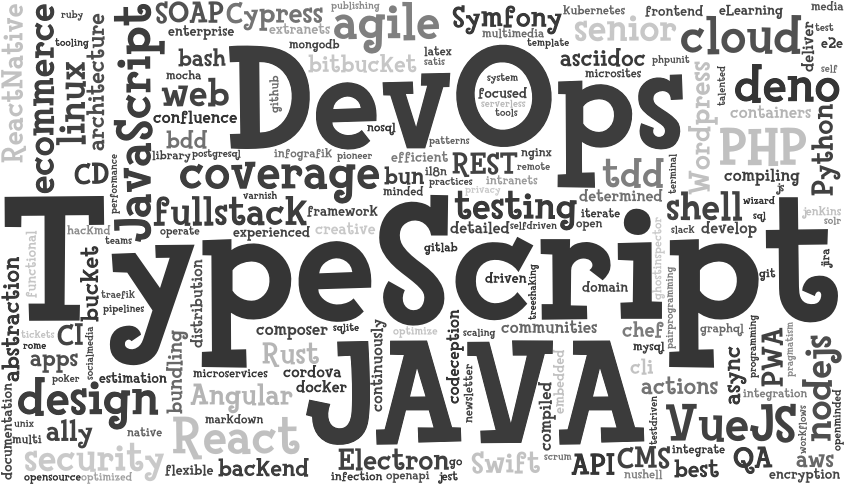 ruby
SOAP
Cypress
publishing
agile
Symfony
kubernetes
frontend
eLearning
media
ReactNative
ecommerce
tooling
architecture
JavaScript
enterprise
extranets
mongodb
multimedia
template
senior
cloud
deliver
test
e2e
linux
bash
mocha
bitbucket
latex
satis
asciidoc
phpunit
microsites
self
web
github
DevOps
system
focused
serverless
tools
Wordpress
talented
deno
confluence
nosql
containers
bdd
patterns
PHP
Python
library
postgresql
infografik
pioneer
efficient
REST
nginx
remote
CD
performance
coverage
bun
i18n
practices
intranets
tdd
terminal
compiling
minded
privacy
determined
js
varnish
fullstack
framework
testing
iterate
open
shell
wizard
sql
jenkins
solr
hackmd
teams
operate
experienced
creative
detailed
selfdriven
slack
develop
functional
TypeScript
gitlab
ghostinspector
jira
abstraction
bucket
distribution
driven
treeshaking
domain
pairprogramming
git
traefik
pipelines
tickets
rome
CI
socialmedia
composer
sqlite
continuously
optimize
codeception
scaling
communities
chef
mysql
graphql
programming
PWA
pragmatism
apps
bundling
Rust
cli
async
nodejs
poker
estimation
microservices
cordova
docker
JAVA
newsletter
compiled
embedded
actions
integration
documentation
design
Angular
markdown
testdriven
VueJS
workflows
openminded
unix
multi
ally
native
React
integrate
security
flexible
backend
Electron
go
Swift
scrum
API
CMS
best
QA
aws
opensource
optimized
infection
openapi
jest
nushell
encryption